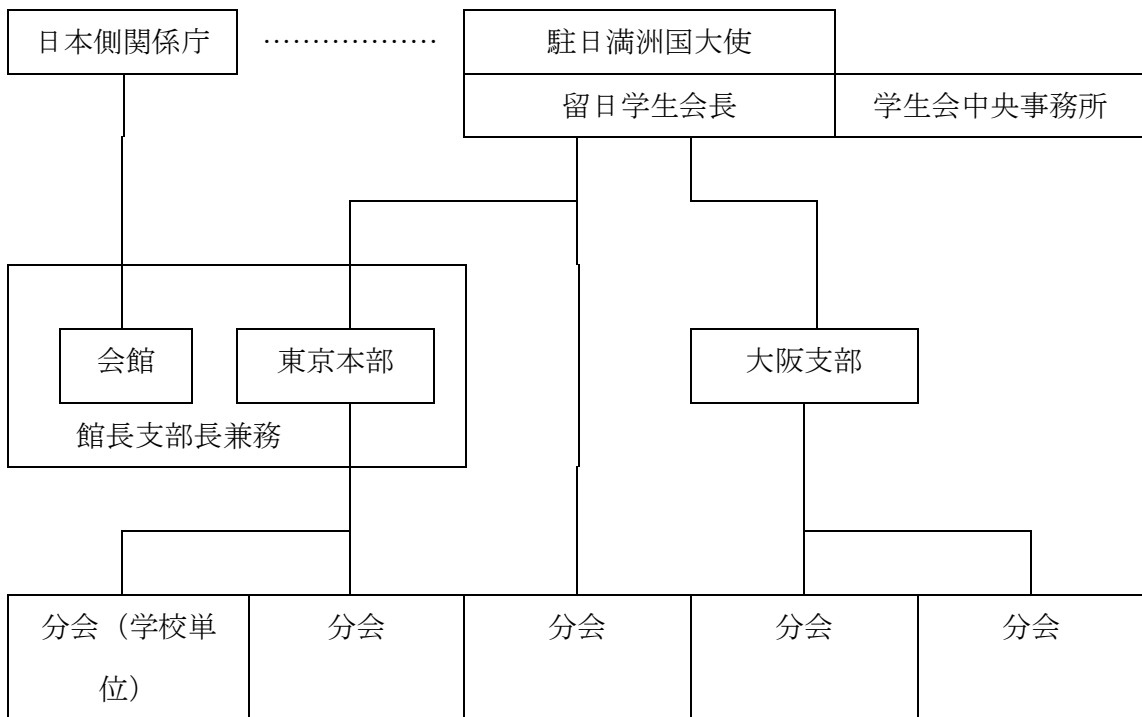 日本側関係庁 ……………… 駐日満洲国大使
留日学生会長 学生会中央事務所
会館 東京本部 大阪支部
館長支部長兼務
分会（学校単
位）
分会
分会
分会
分会